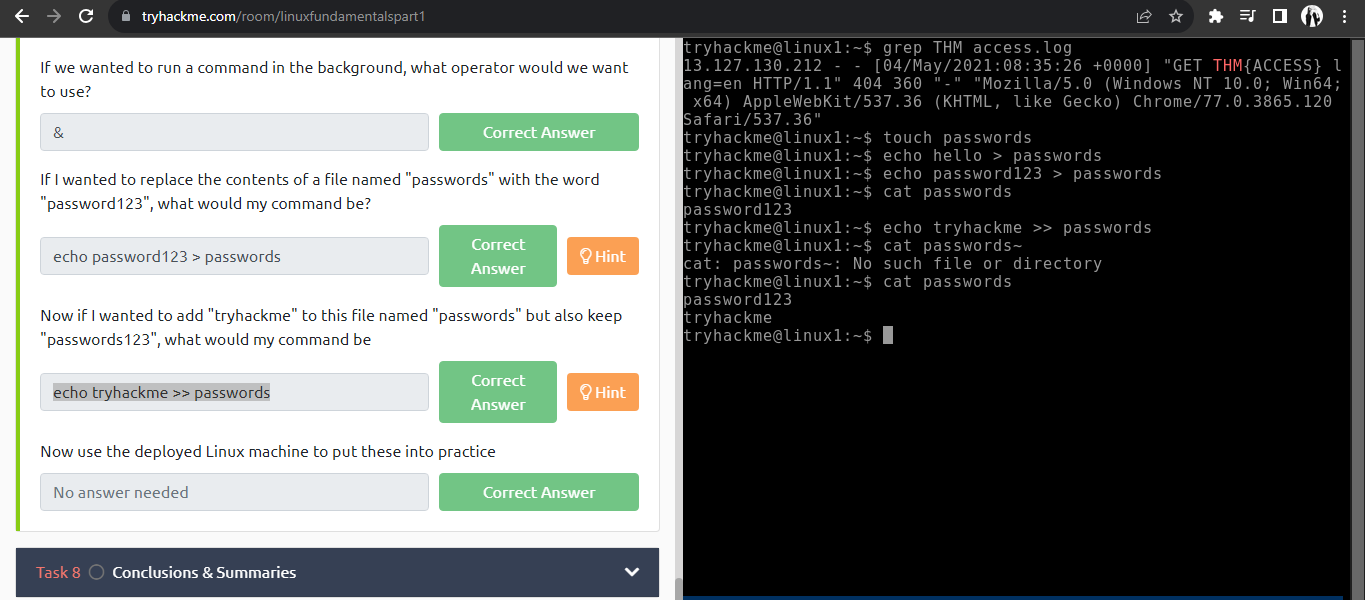 tryhackme.com/room/linuxfundamentalspart1
If we wanted to run a command in the background, what operator would we want
to use?
&
Correct Answer
If I wanted to replace the contents of a file named "passwords" with the word
"password123", what would my command be?
echo password123 > passwords
Correct
Answer
Hint
Now if I wanted to add "tryhackme" to this file named "passwords" but also keep
"passwords123", what would my command be
echo tryhackme >> passwords
Correct
Answer
Hint
Now use the deployed Linux machine to put these into practice
No answer needed
Correct Answer
Task 8 Conclusions & Summaries
tryhackme@linux1:~$ grep THM access.log
13.127.130.212 - - [04/May/2021:08:35:26 +0000] "GET THM{ACCESS} l
ang=en HTTP/1.1" 404 360 "-" "Mozilla/5.0 (Windows NT 10.0; Win64;
x64) AppleWebKit/537.36 (KHTML, like Gecko) Chrome/77.0.3865.120
Safari/537.36"
tryhackme@linux1:~$ touch passwords
tryhackme@linux1:~$ echo hello > passwords
tryhackme@linux1:~$ echo password123 > passwords
tryhackme@linux1:~$ cat passwords
password123
tryhackme@linux1:~$ echo tryhackme >> passwords
tryhackme@linux1:~$ cat passwords~
cat: passwords~: No such file or directory
tryhackme@linux1:~$ cat passwords
password123
tryhackme
tryhackme@linux1:~$